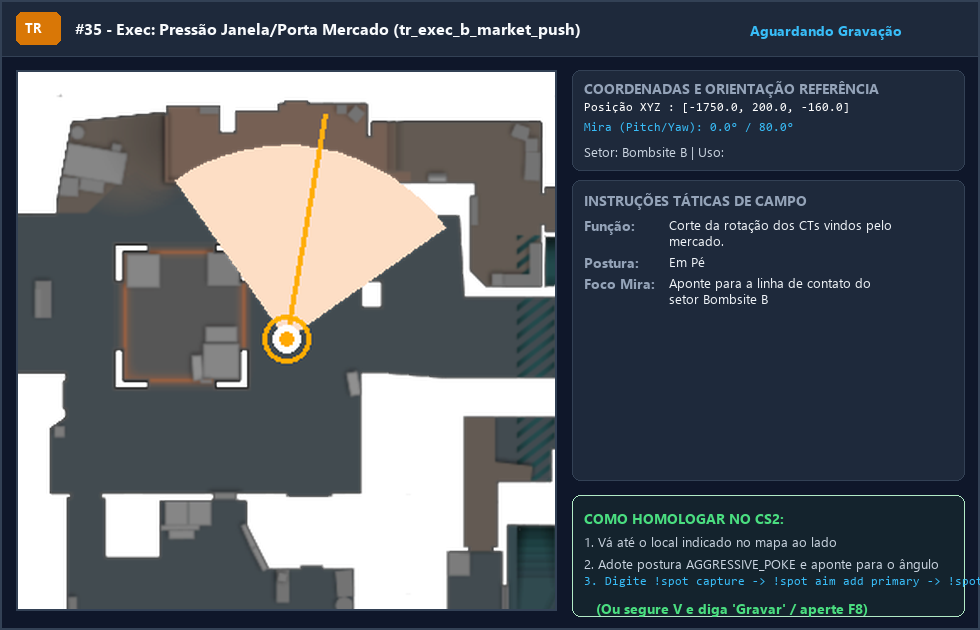 TR
#35 - Exec: Pressão Janela/Porta Mercado (tr_exec_b_market_push)
Aguardando Gravação
COORDENADAS E ORIENTAÇÃO REFERÊNCIA
Posição XYZ : [-1750.0, 200.0, -160.0]
Mira (Pitch/Yaw): 0.0° / 80.0°
Setor: Bombsite B | Uso:
INSTRUÇÕES TÁTICAS DE CAMPO
Função: Corte da rotação dos CTs vindos pelo
mercado.
Postura: Em Pé
Foco Mira: Aponte para a linha de contato do
setor Bombsite B
COMO HOMOLOGAR NO CS2:
1. Vá até o local indicado no mapa ao lado
2. Adote postura AGGRESSIVE_POKE e aponte para o ângulo
3. Digite !spot capture -> !spot aim add primary -> !spot
(Ou segure V e diga 'Gravar' / aperte F8)